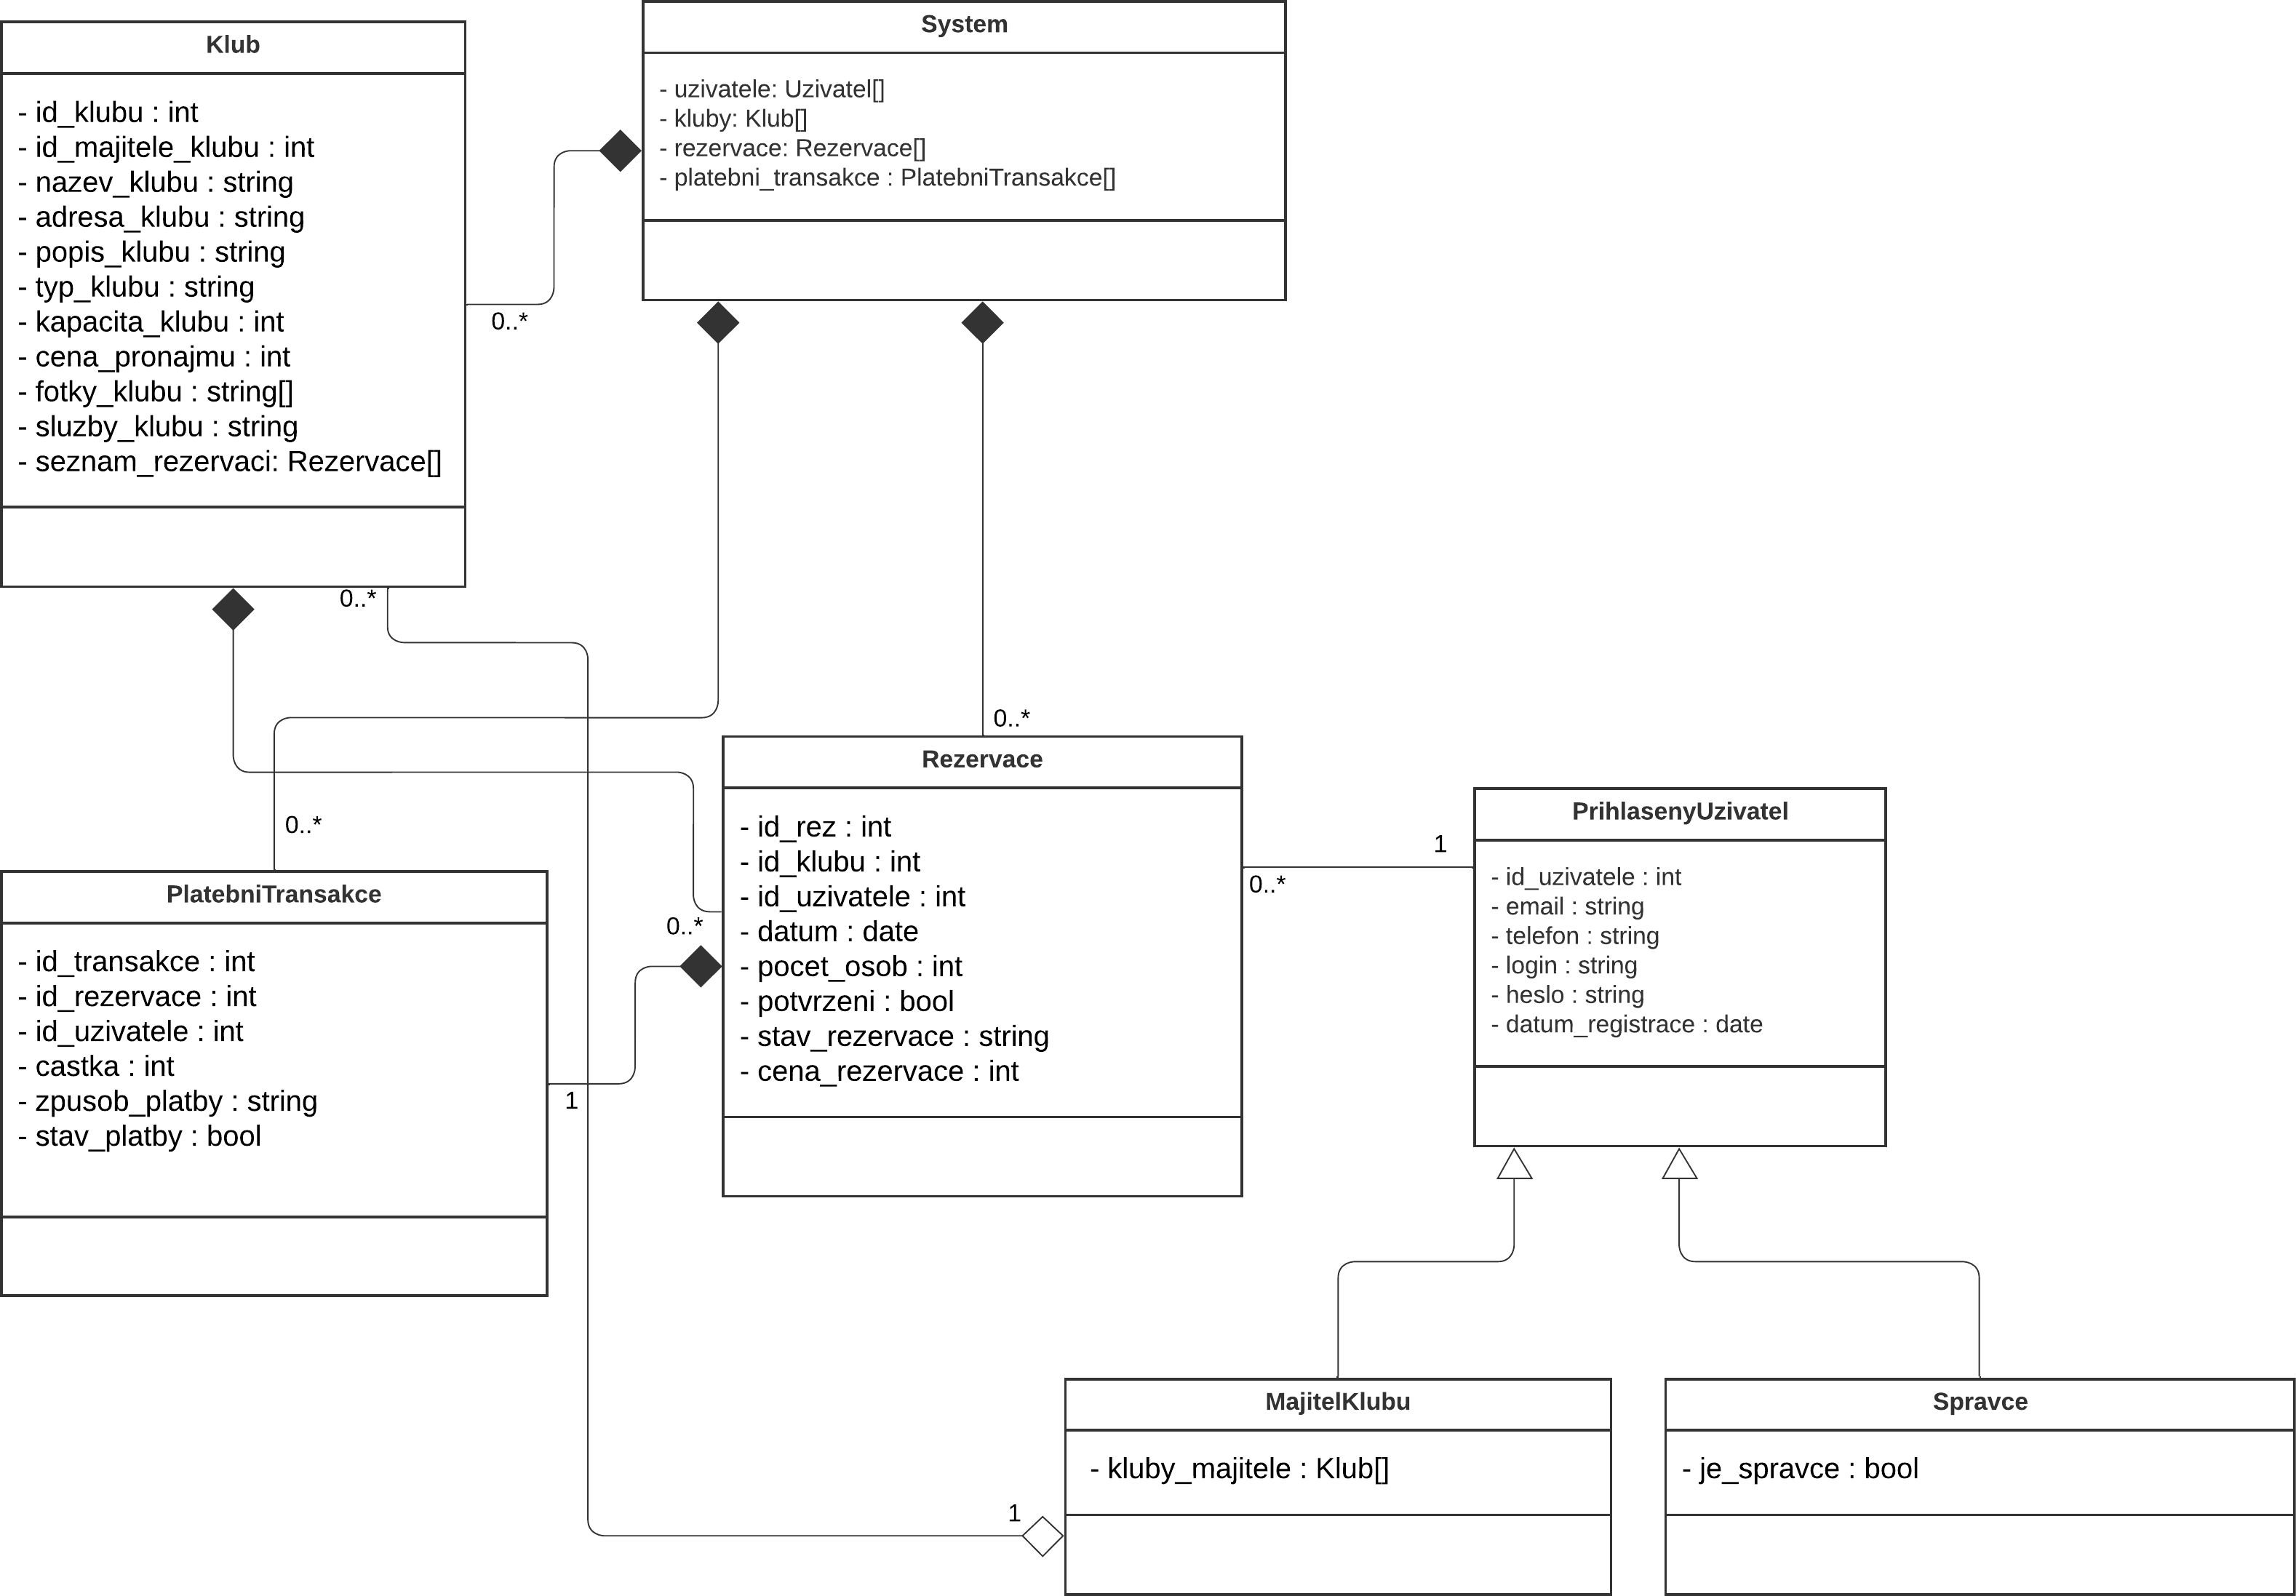 System
- uzivatele: Uzivatel[]
- kluby: Klub[]
- rezervace: Rezervace[]
- platebni_transakce : PlatebniTransakce[]
Klub
- id_klubu : int
- id_majitele_klubu : int
- nazev_klubu : string
- adresa_klubu : string
- popis_klubu : string
- typ_klubu : string
- kapacita_klubu : int
- cena_pronajmu : int
- fotky_klubu : string[]
- sluzby_klubu : string
- seznam_rezervaci: Rezervace[]
0..*
0..*
0..*
Rezervace
- id_rez : int
- id_klubu : int
- id_uzivatele : int
- datum : date
- pocet_osob : int
- potvrzeni : bool
- stav_rezervace : string
- cena_rezervace : int
0..*
PlatebniTransakce
- id_transakce : int
- id_rezervace : int
- id_uzivatele : int
- castka : int
- zpusob_platby : string
- stav_platby : bool
0..*
1
1
0..*
PrihlasenyUzivatel
- id_uzivatele : int
- email : string
- telefon : string
- login : string
- heslo : string
- datum_registrace : date
MajitelKlubu
- kluby_majitele : Klub[]
1
Spravce
- je_spravce : bool